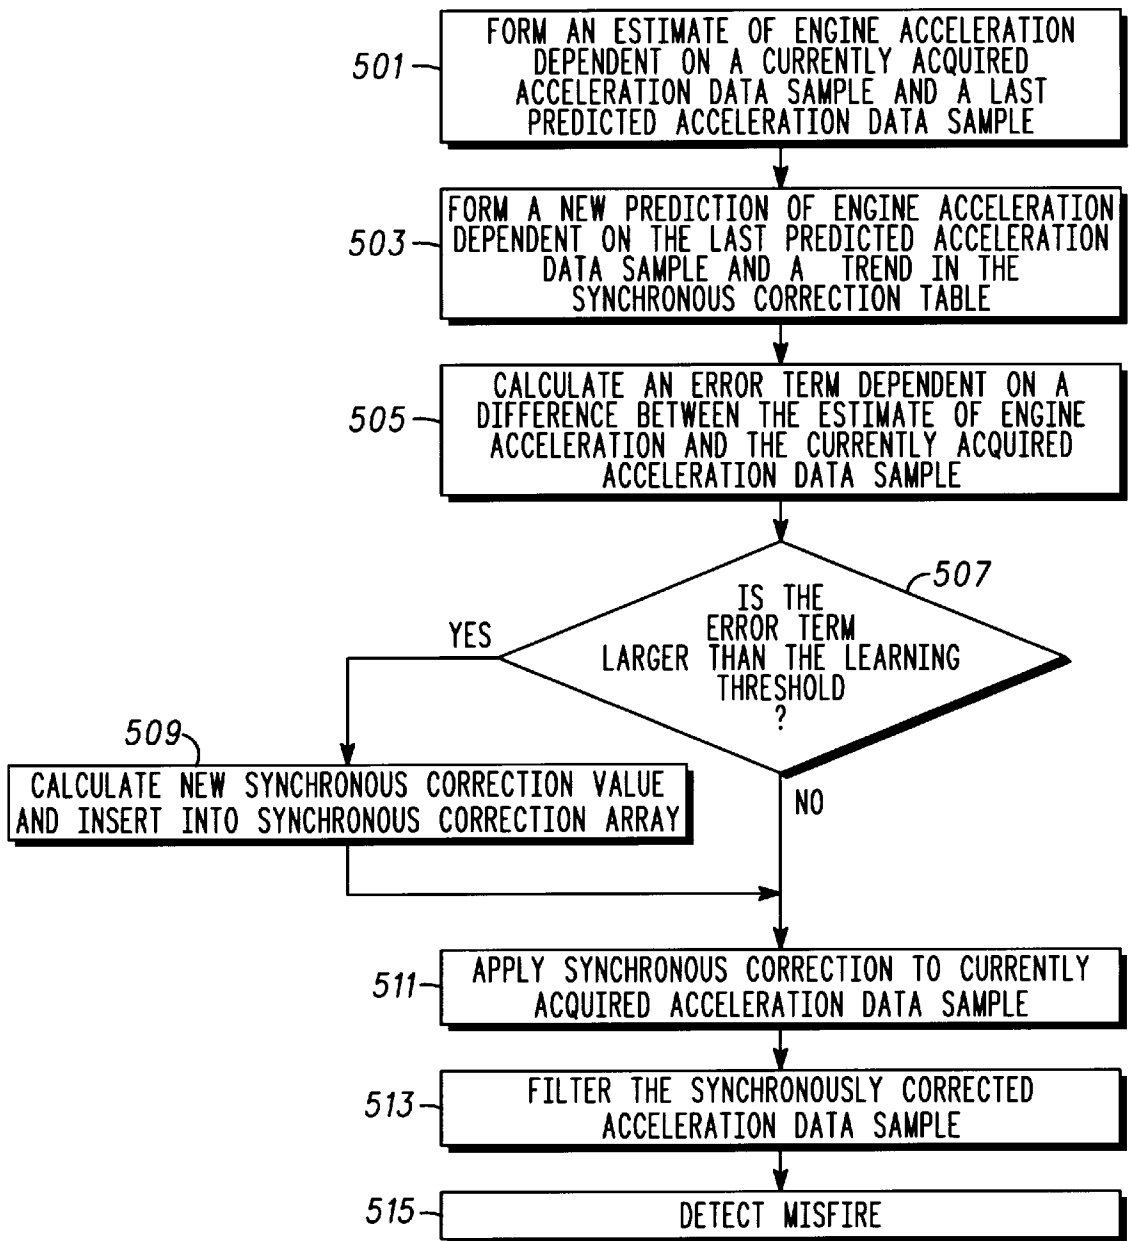 FORM AN ESTIMATE OF ENGINE ACCELERATION
DEPENDENT ON A CURRENTLY ACQUIRED
ACCELERATION DATA SAMPLE AND A LAST
PREDICTED ACCELERATION DATA SAMPLE
501
FORM A NEW PREDICTION OF ENGINE ACCELERATION
DEPENDENT ON THE LAST PREDICTED ACCELERATION
DATA SAMPLE AND A TREND IN THE
SYNCHRONOUS CORRECTION TABLE
503
CALCULATE AN ERROR TERM DEPENDENT ON A
DIFFERENCE BETWEEN THE ESTIMATE OF ENGINE
ACCELERATION AND THE CURRENTLY ACQUIRED
ACCELERATION DATA SAMPLE
505
IS THE
ERROR TERM
LARGER THAN THE LEARNING
THRESHOLD
?
507
YES
NO
509
CALCULATE NEW SYNCHRONOUS CORRECTION VALUE
AND INSERT INTO SYNCHRONOUS CORRECTION ARRAY
APPLY SYNCHRONOUS CORRECTION TO CURRENTLY
ACQUIRED ACCELERATION DATA SAMPLE
511
FILTER THE SYNCHRONOUSLY CORRECTED
ACCELERATION DATA SAMPLE
513
DETECT MISFIRE
515